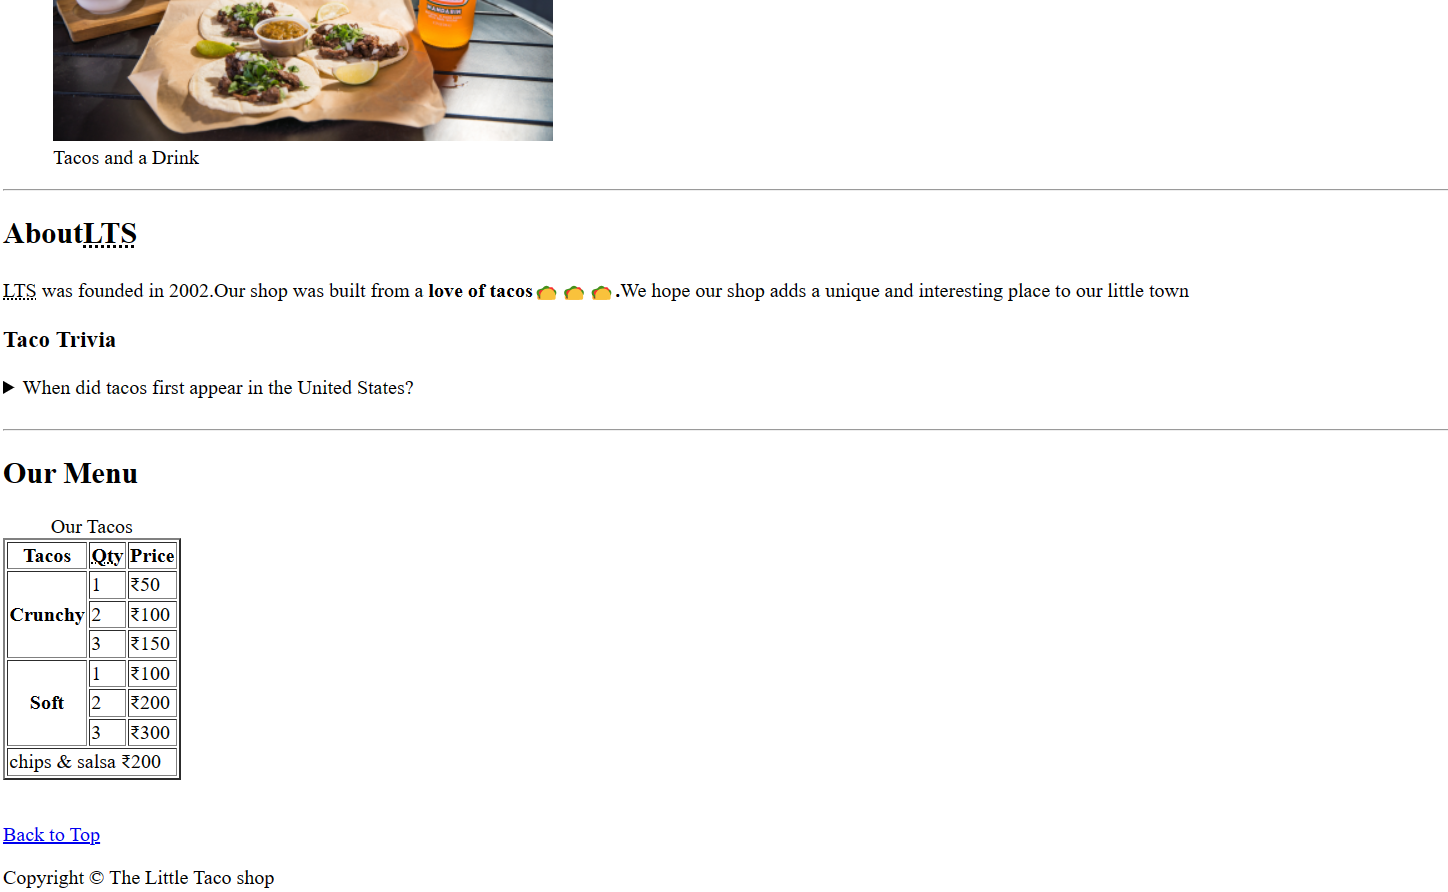 MANDARIN
Tacos and a Drink
AboutLTS
LTS was founded in 2002.Our shop was built from a love of tacos🌮 🌮 🌮.We hope our shop adds a unique and interesting place to our little town
Taco Trivia
▶ When did tacos first appear in the United States?
Our Menu
Our Tacos
Tacos Qty Price
Crunchy
1 ₹50
2 ₹100
3 ₹150
Soft
1 ₹100
2 ₹200
3 ₹300
chips & salsa ₹200
Back to Top
Copyright © The Little Taco shop